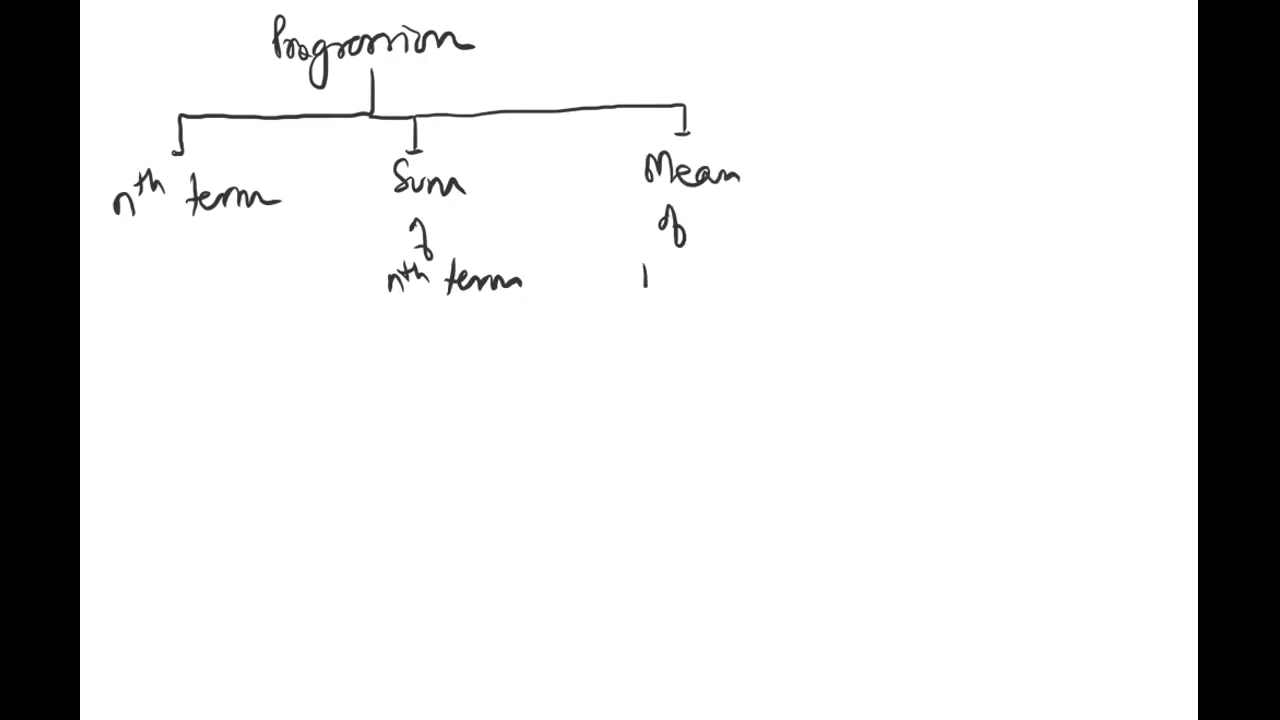 Progression
nth term
Sum
of
nth term
Mean
of